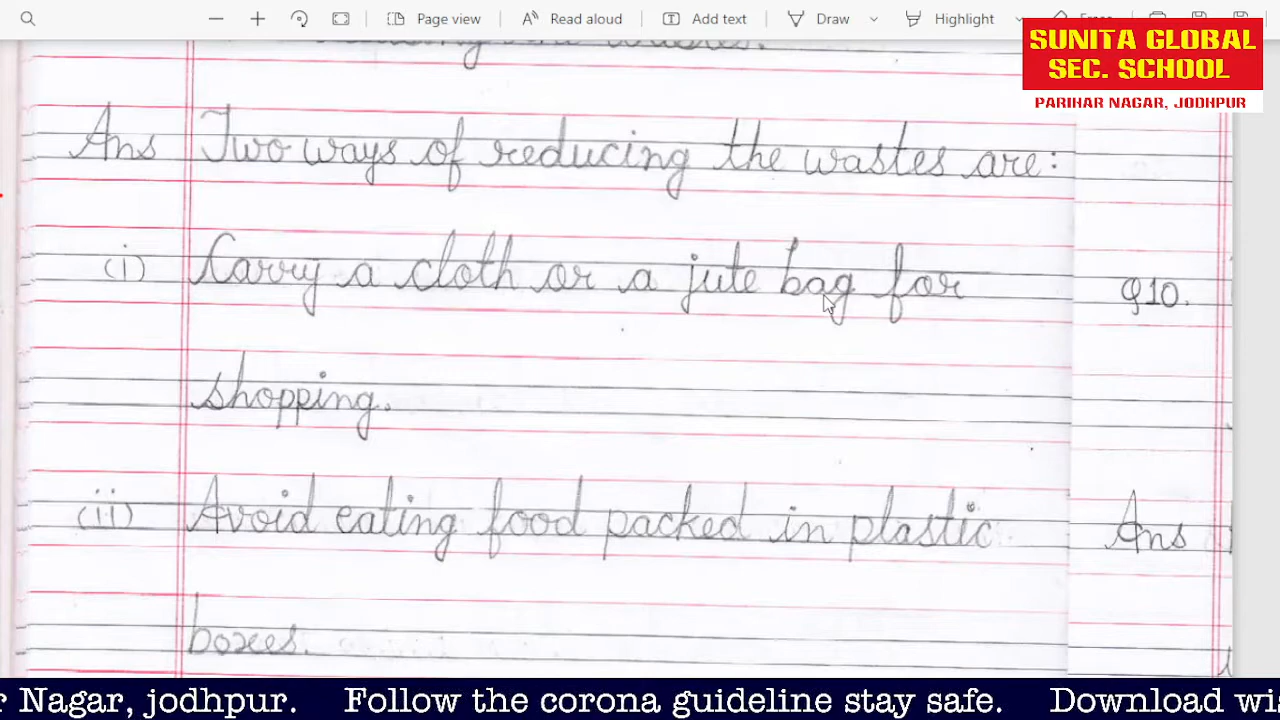 Page view
Read aloud
Add text
Draw
Highlight
SUNITA GLOBAL
SEC. SCHOOL
PARIHAR NAGAR, JODHPUR
Ans Two ways of reducing the wastes are:
(i) Carry a cloth or a jute bag for
shopping.
(ii) Avoid eating food packed in plastic
boxes.
Q10.
Ans
r Nagar, jodhpur. Follow the corona guideline stay safe. Download wi